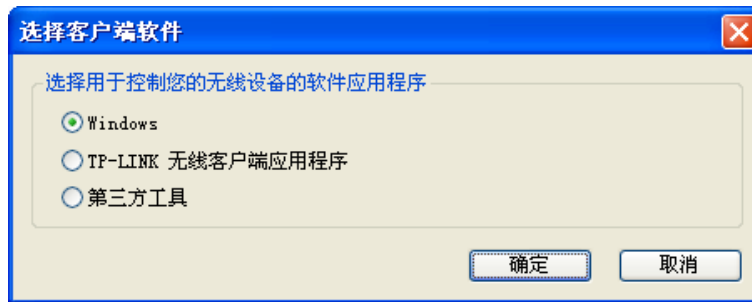 选择客户端软件
选择用于控制您的无线设备的软件应用程序
Windows
TP-LINK 无线客户端应用程序
第三方工具
确定 取消